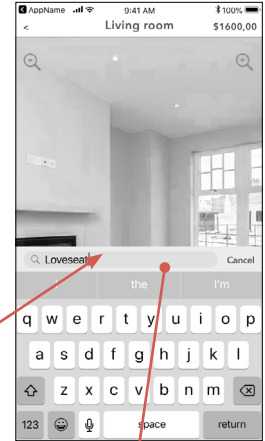 AppName 9:41 AM 100%
< Living room $1600,00
Loveseat Cancel
the I'm
q w e r t y u i o p
a s d f g h j k l
z x c v b n m
123 space return